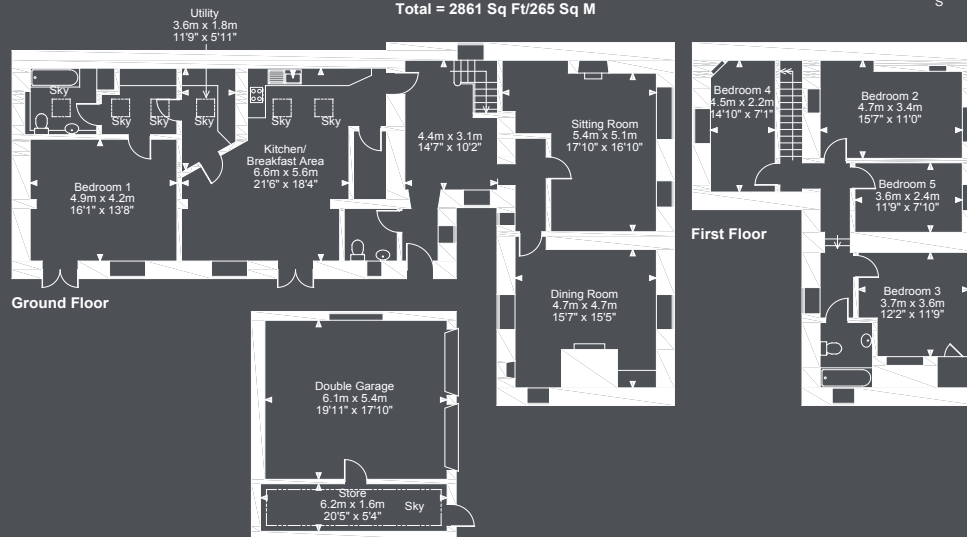 Total = 2861 Sq Ft/265 Sq M
S
Utility
3.6m x 1.8m
11'9" x 5'11"
Sky
Sky
Sky
Sky
Sky
Sky
Bedroom 1
4.9m x 4.2m
16'1" x 13'8"
Kitchen/
Breakfast Area
6.6m x 5.6m
21'6" x 18'4"
4.4m x 3.1m
14'7" x 10'2"
Sitting Room
5.4m x 5.1m
17'10" x 16'10"
Dining Room
4.7m x 4.7m
15'7" x 15'5"
Ground Floor
Bedroom 4
4.5m x 2.2m
14'10" x 7'1"
Bedroom 2
4.7m x 3.4m
15'7" x 11'0"
Bedroom 5
3.6m x 2.4m
11'9" x 7'10"
First Floor
Bedroom 3
3.7m x 3.6m
12'2" x 11'9"
Double Garage
6.1m x 5.4m
19'11" x 17'10"
Store
6.2m x 1.6m
20'5" x 5'4"
Sky